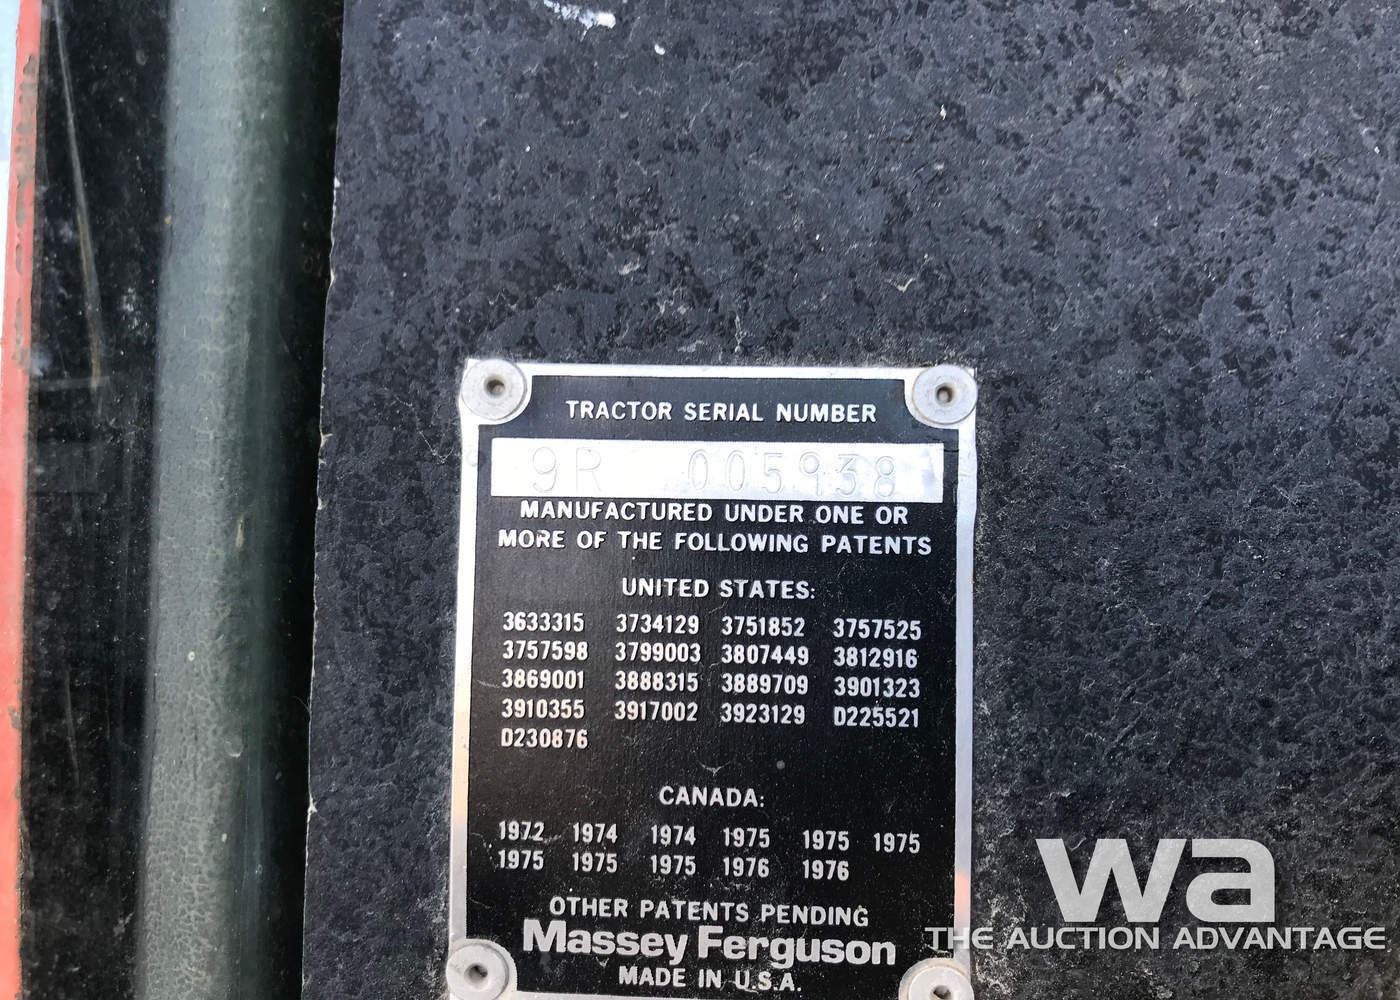 TRACTOR SERIAL NUMBER
9R 005938
MANUFACTURED UNDER ONE OR
MORE OF THE FOLLOWING PATENTS
UNITED STATES:
3633315 3734129 3751852 3757525
3757598 3799003 3807449 3812916
3869001 3888315 3889709 3901323
3910355 3917002 3923129 D225521
D230876
CANADA:
1972 1974 1974 1975 1975 1975
1975 1975 1975 1976 1976
OTHER PATENTS PENDING
Massey Ferguson
MADE IN U.S.A.
wa
THE AUCTION ADVANTAGE